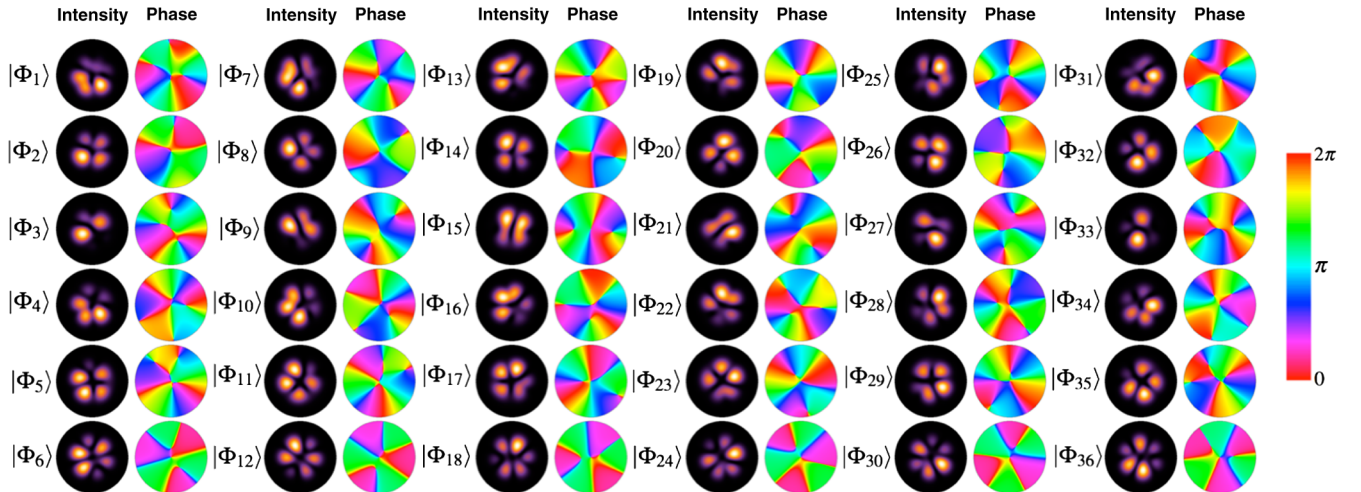 Intensity Phase Intensity Phase Intensity Phase Intensity Phase Intensity Phase Intensity Phase
|Φ₁⟩ |Φ₇⟩ |Φ₁₃⟩ |Φ₁₉⟩ |Φ₂₅⟩ |Φ₃₁⟩
|Φ₂⟩ |Φ₈⟩ |Φ₁₄⟩ |Φ₂₀⟩ |Φ₂₆⟩ |Φ₃₂⟩
2π
|Φ₃⟩ |Φ₉⟩ |Φ₁₅⟩ |Φ₂₁⟩ |Φ₂₇⟩ |Φ₃₃⟩
π
|Φ₄⟩ |Φ₁₀⟩ |Φ₁₆⟩ |Φ₂₂⟩ |Φ₂₈⟩ |Φ₃₄⟩
|Φ₅⟩ |Φ₁₁⟩ |Φ₁₇⟩ |Φ₂₃⟩ |Φ₂₉⟩ |Φ₃₅⟩
0
|Φ₆⟩ |Φ₁₂⟩ |Φ₁₈⟩ |Φ₂₄⟩ |Φ₃₀⟩ |Φ₃₆⟩